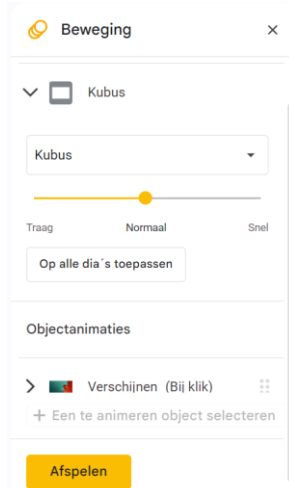 Beweging
Kubus
Kubus
Traag Normaal Snel
Op alle dia´s toepassen
Objectanimaties
Verschijnen (Bij klik)
+ Een te animeren object selecteren
Afspelen